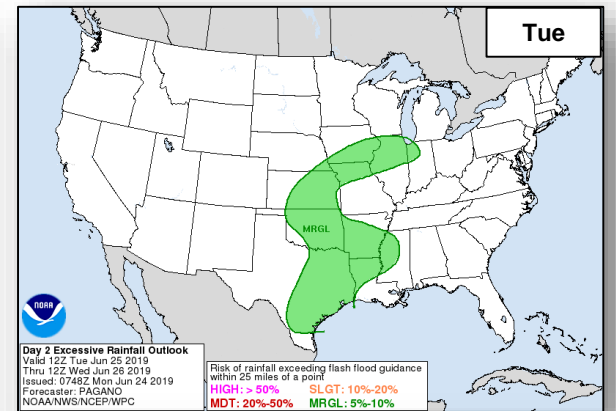 Tue
MRGL
NOAA
Day 2 Excessive Rainfall Outlook
Valid 12Z Tue Jun 25 2019
Thru 12Z Wed Jun 26 2019
Issued: 0748Z Mon Jun 24 2019
Forecaster: PAGANO
NOAA/NWS/NCEP/WPC
Risk of rainfall exceeding flash flood guidance
within 25 miles of a point
HIGH: > 50% SLGT: 10%-20%
MDT: 20%-50% MRGL: 5%-10%